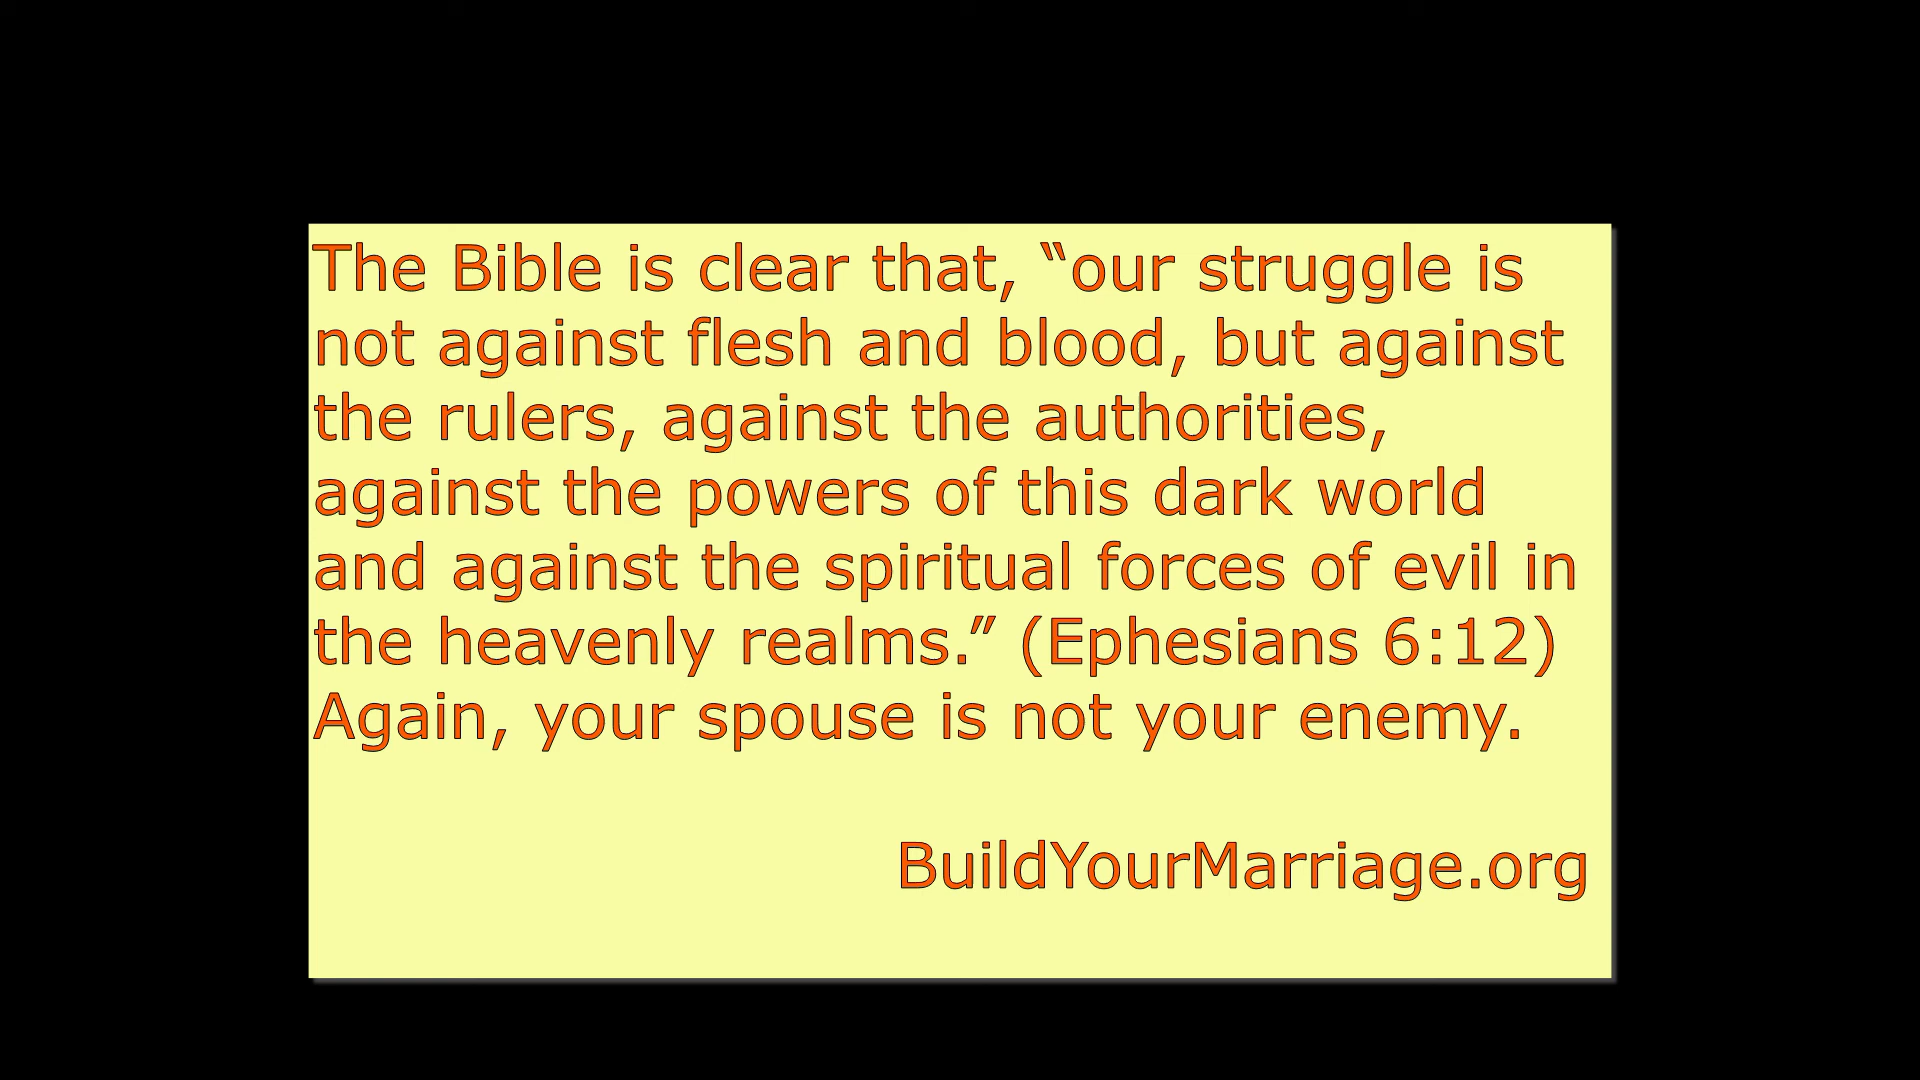 The Bible is clear that, “our struggle is
not against flesh and blood, but against
the rulers, against the authorities,
against the powers of this dark world
and against the spiritual forces of evil in
the heavenly realms.” (Ephesians 6:12)
Again, your spouse is not your enemy.
BuildYourMarriage.org